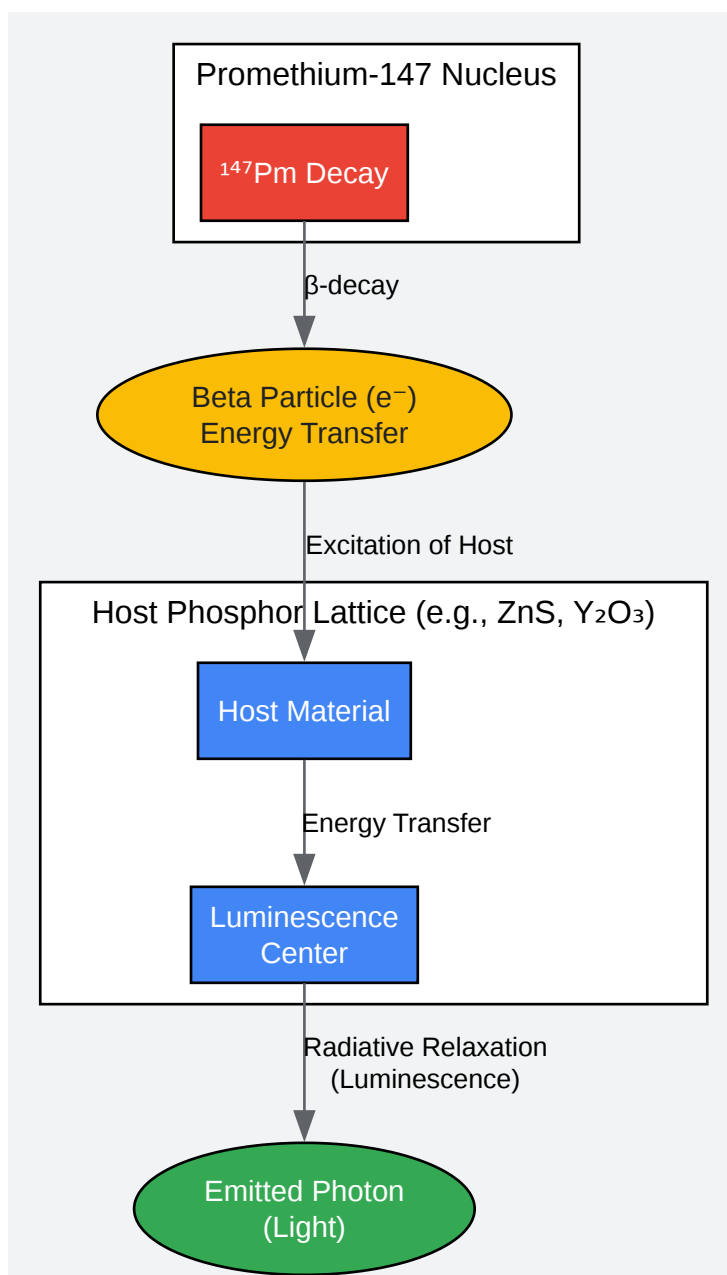 Promethium-147 Nucleus
¹⁴⁷Pm Decay
β-decay
Beta Particle (e⁻)
Energy Transfer
Excitation of Host
Host Phosphor Lattice (e.g., ZnS, Y₂O₃)
Host Material
Energy Transfer
Luminescence
Center
Radiative Relaxation
(Luminescence)
Emitted Photon
(Light)